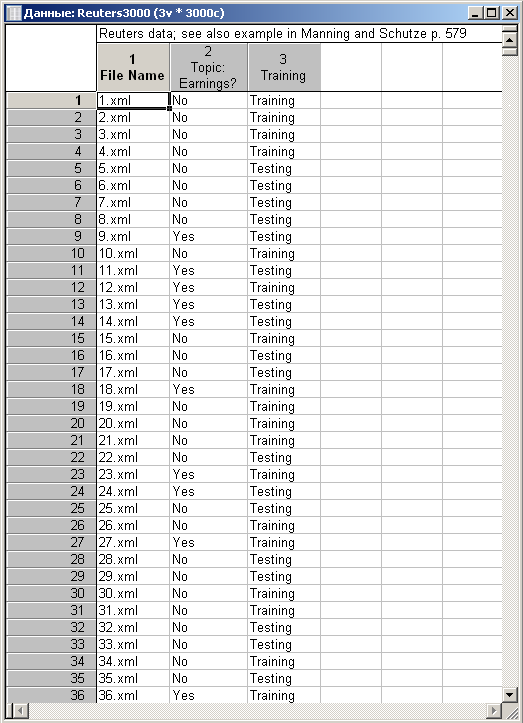 Данные: Reuters3000 (3v * 3000c)
Reuters data; see also example in Manning and Schutze p. 579
1 2 3
File Name Topic: Earnings? Training
1 1.xml No Training
2 2.xml No Training
3 3.xml No Training
4 4.xml No Training
5 5.xml No Testing
6 6.xml No Testing
7 7.xml No Testing
8 8.xml No Testing
9 9.xml Yes Testing
10 10.xml No Training
11 11.xml Yes Testing
12 12.xml Yes Training
13 13.xml Yes Testing
14 14.xml Yes Testing
15 15.xml No Training
16 16.xml No Testing
17 17.xml No Testing
18 18.xml Yes Training
19 19.xml No Training
20 20.xml No Training
21 21.xml No Training
22 22.xml No Testing
23 23.xml Yes Training
24 24.xml Yes Testing
25 25.xml No Testing
26 26.xml No Training
27 27.xml Yes Training
28 28.xml No Testing
29 29.xml No Testing
30 30.xml No Training
31 31.xml No Training
32 32.xml No Testing
33 33.xml No Testing
34 34.xml No Training
35 35.xml No Testing
36 36.xml Yes Training